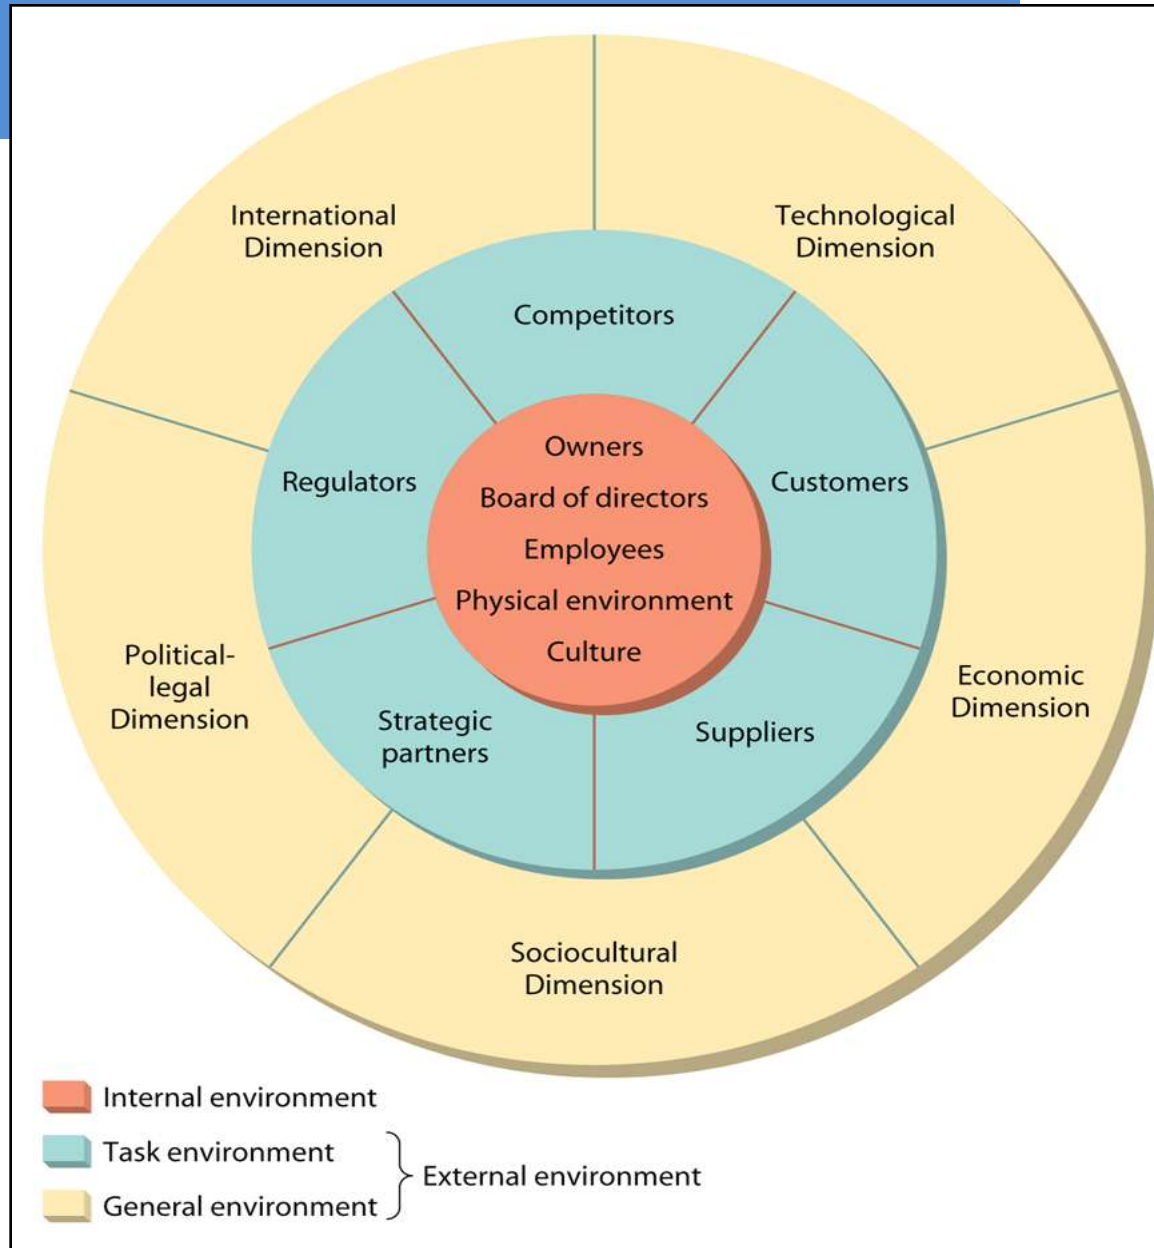 International
Dimension
Technological
Dimension
Competitors
Regulators
Owners
Board of directors
Employees
Physical environment
Culture
Customers
Political-
legal
Dimension
Strategic
partners
Suppliers
Economic
Dimension
Sociocultural
Dimension
Internal environment
Task environment
General environment
External environment